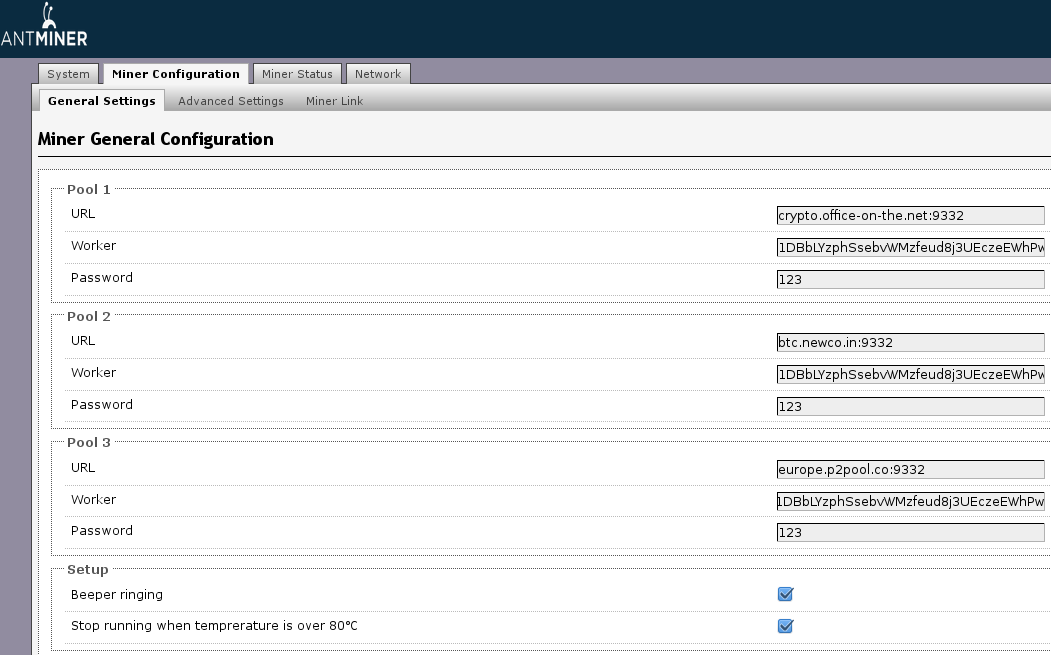 ANTMINER
System Miner Configuration Miner Status Network
General Settings Advanced Settings Miner Link
Miner General Configuration
Pool 1
URL crypto.office-on-the.net:9332
Worker 1DBbLYzphSsebvWMzfeud8j3UEczeEWhPw
Password 123
Pool 2
URL btc.newco.in:9332
Worker 1DBbLYzphSsebvWMzfeud8j3UEczeEWhPw
Password 123
Pool 3
URL europe.p2pool.co:9332
Worker 1DBbLYzphSsebvWMzfeud8j3UEczeEWhPw
Password 123
Setup
Beeper ringing
Stop running when temprerature is over 80°C